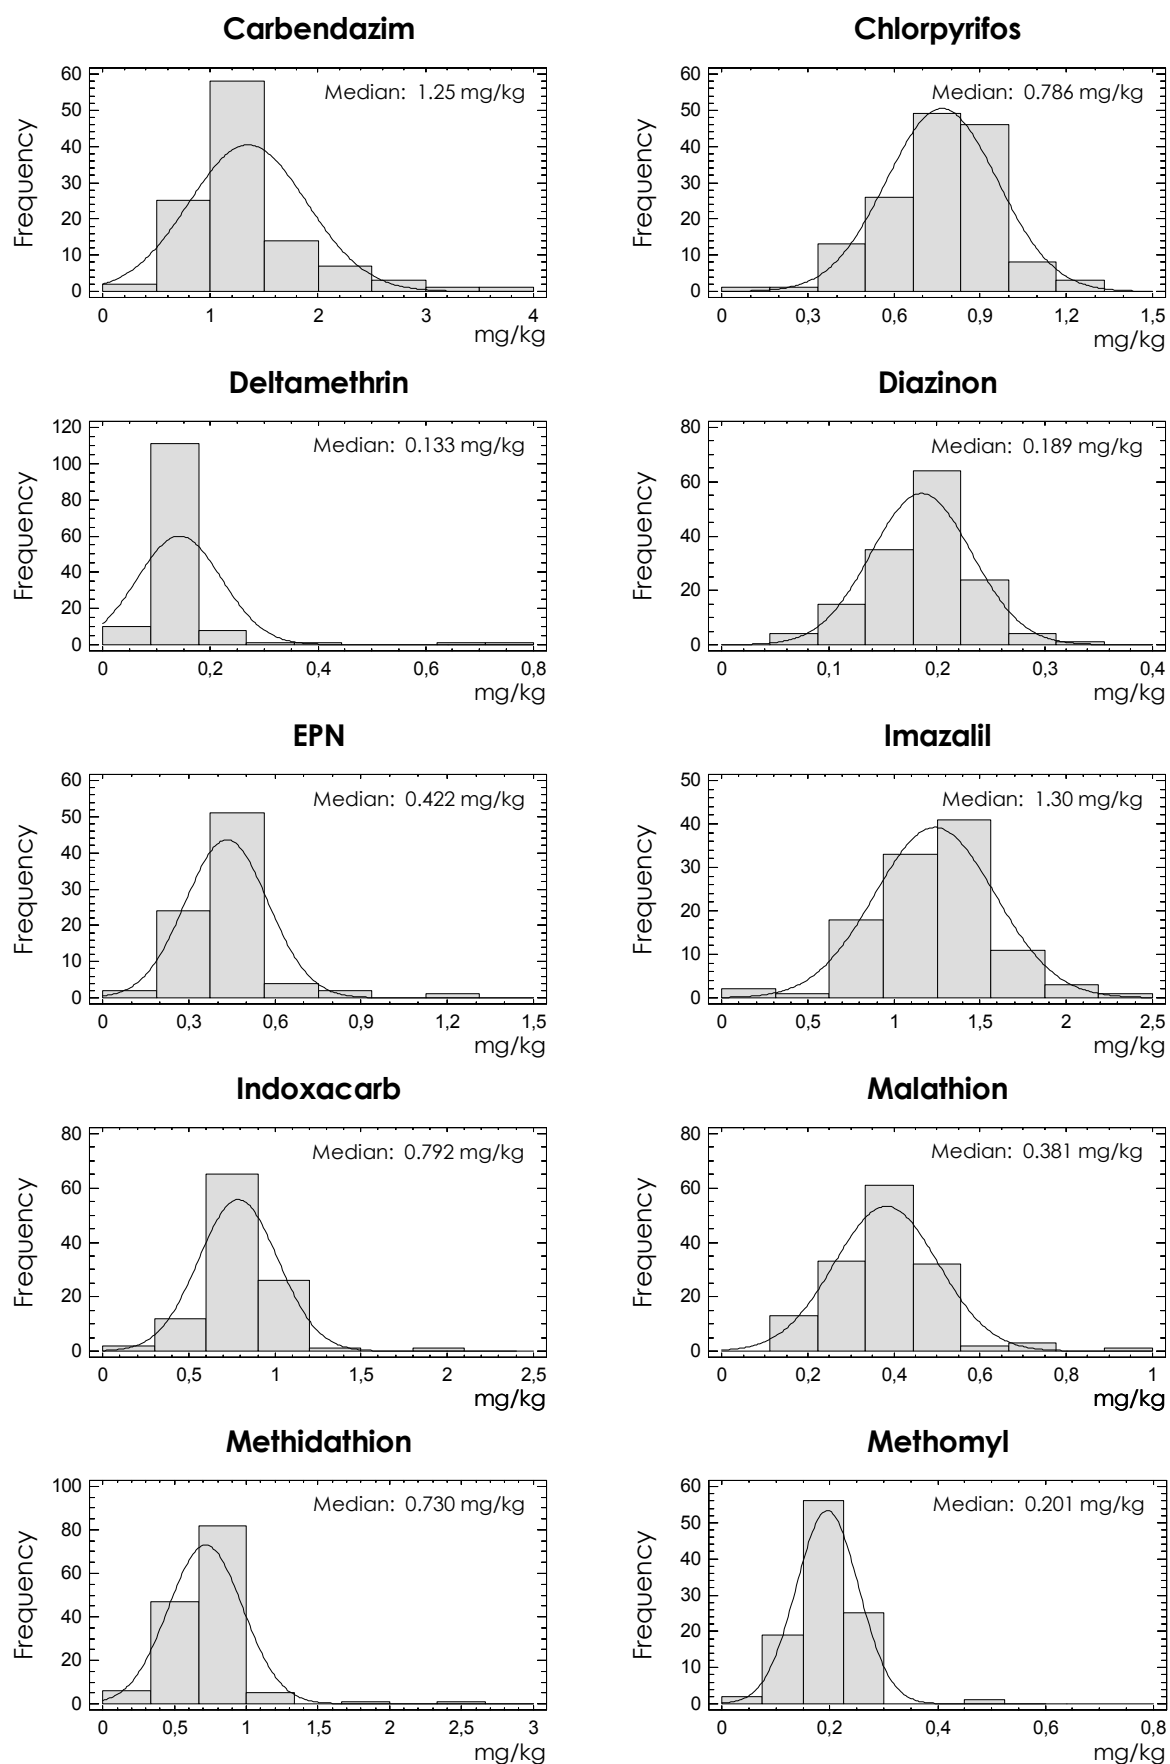 Carbendazim
Median: 1.25 mg/kg
Frequency
60
50
40
30
20
10
0
0 1 2 3 4
mg/kg
Chlorpyrifos
Median: 0.786 mg/kg
Frequency
60
50
40
30
20
10
0
0 0,3 0,6 0,9 1,2 1,5
mg/kg
Deltamethrin
Median: 0.133 mg/kg
Frequency
120
100
80
60
40
20
0
0 0,2 0,4 0,6 0,8
mg/kg
Diazinon
Median: 0.189 mg/kg
Frequency
80
60
40
20
0
0 0,1 0,2 0,3 0,4
mg/kg
EPN
Median: 0.422 mg/kg
Frequency
60
50
40
30
20
10
0
0 0,3 0,6 0,9 1,2 1,5
mg/kg
Imazalil
Median: 1.30 mg/kg
Frequency
50
40
30
20
10
0
0 0,5 1 1,5 2 2,5
mg/kg
Indoxacarb
Median: 0.792 mg/kg
Frequency
80
60
40
20
0
0 0,5 1 1,5 2 2,5
mg/kg
Malathion
Median: 0.381 mg/kg
Frequency
80
60
40
20
0
0 0,2 0,4 0,6 0,8 1
mg/kg
Methidathion
Median: 0.730 mg/kg
Frequency
100
80
60
40
20
0
0 0,5 1 1,5 2 2,5 3
mg/kg
Methomyl
Median: 0.201 mg/kg
Frequency
60
50
40
30
20
10
0
0 0,2 0,4 0,6 0,8
mg/kg